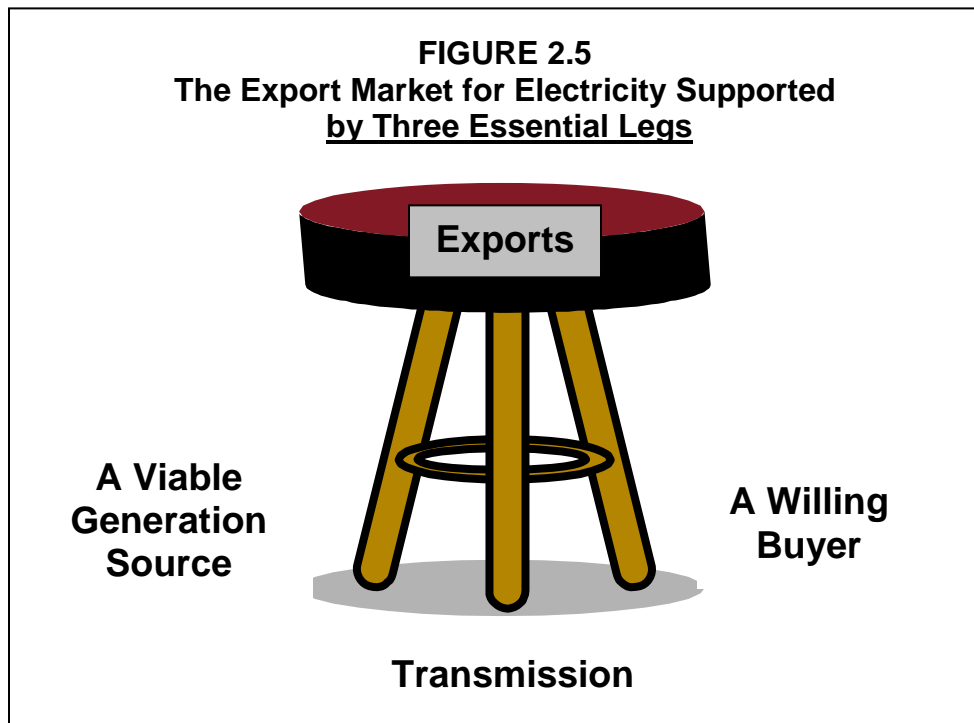 FIGURE 2.5
The Export Market for Electricity Supported
by Three Essential Legs
Exports
A Viable
Generation
Source
A Willing
Buyer
Transmission